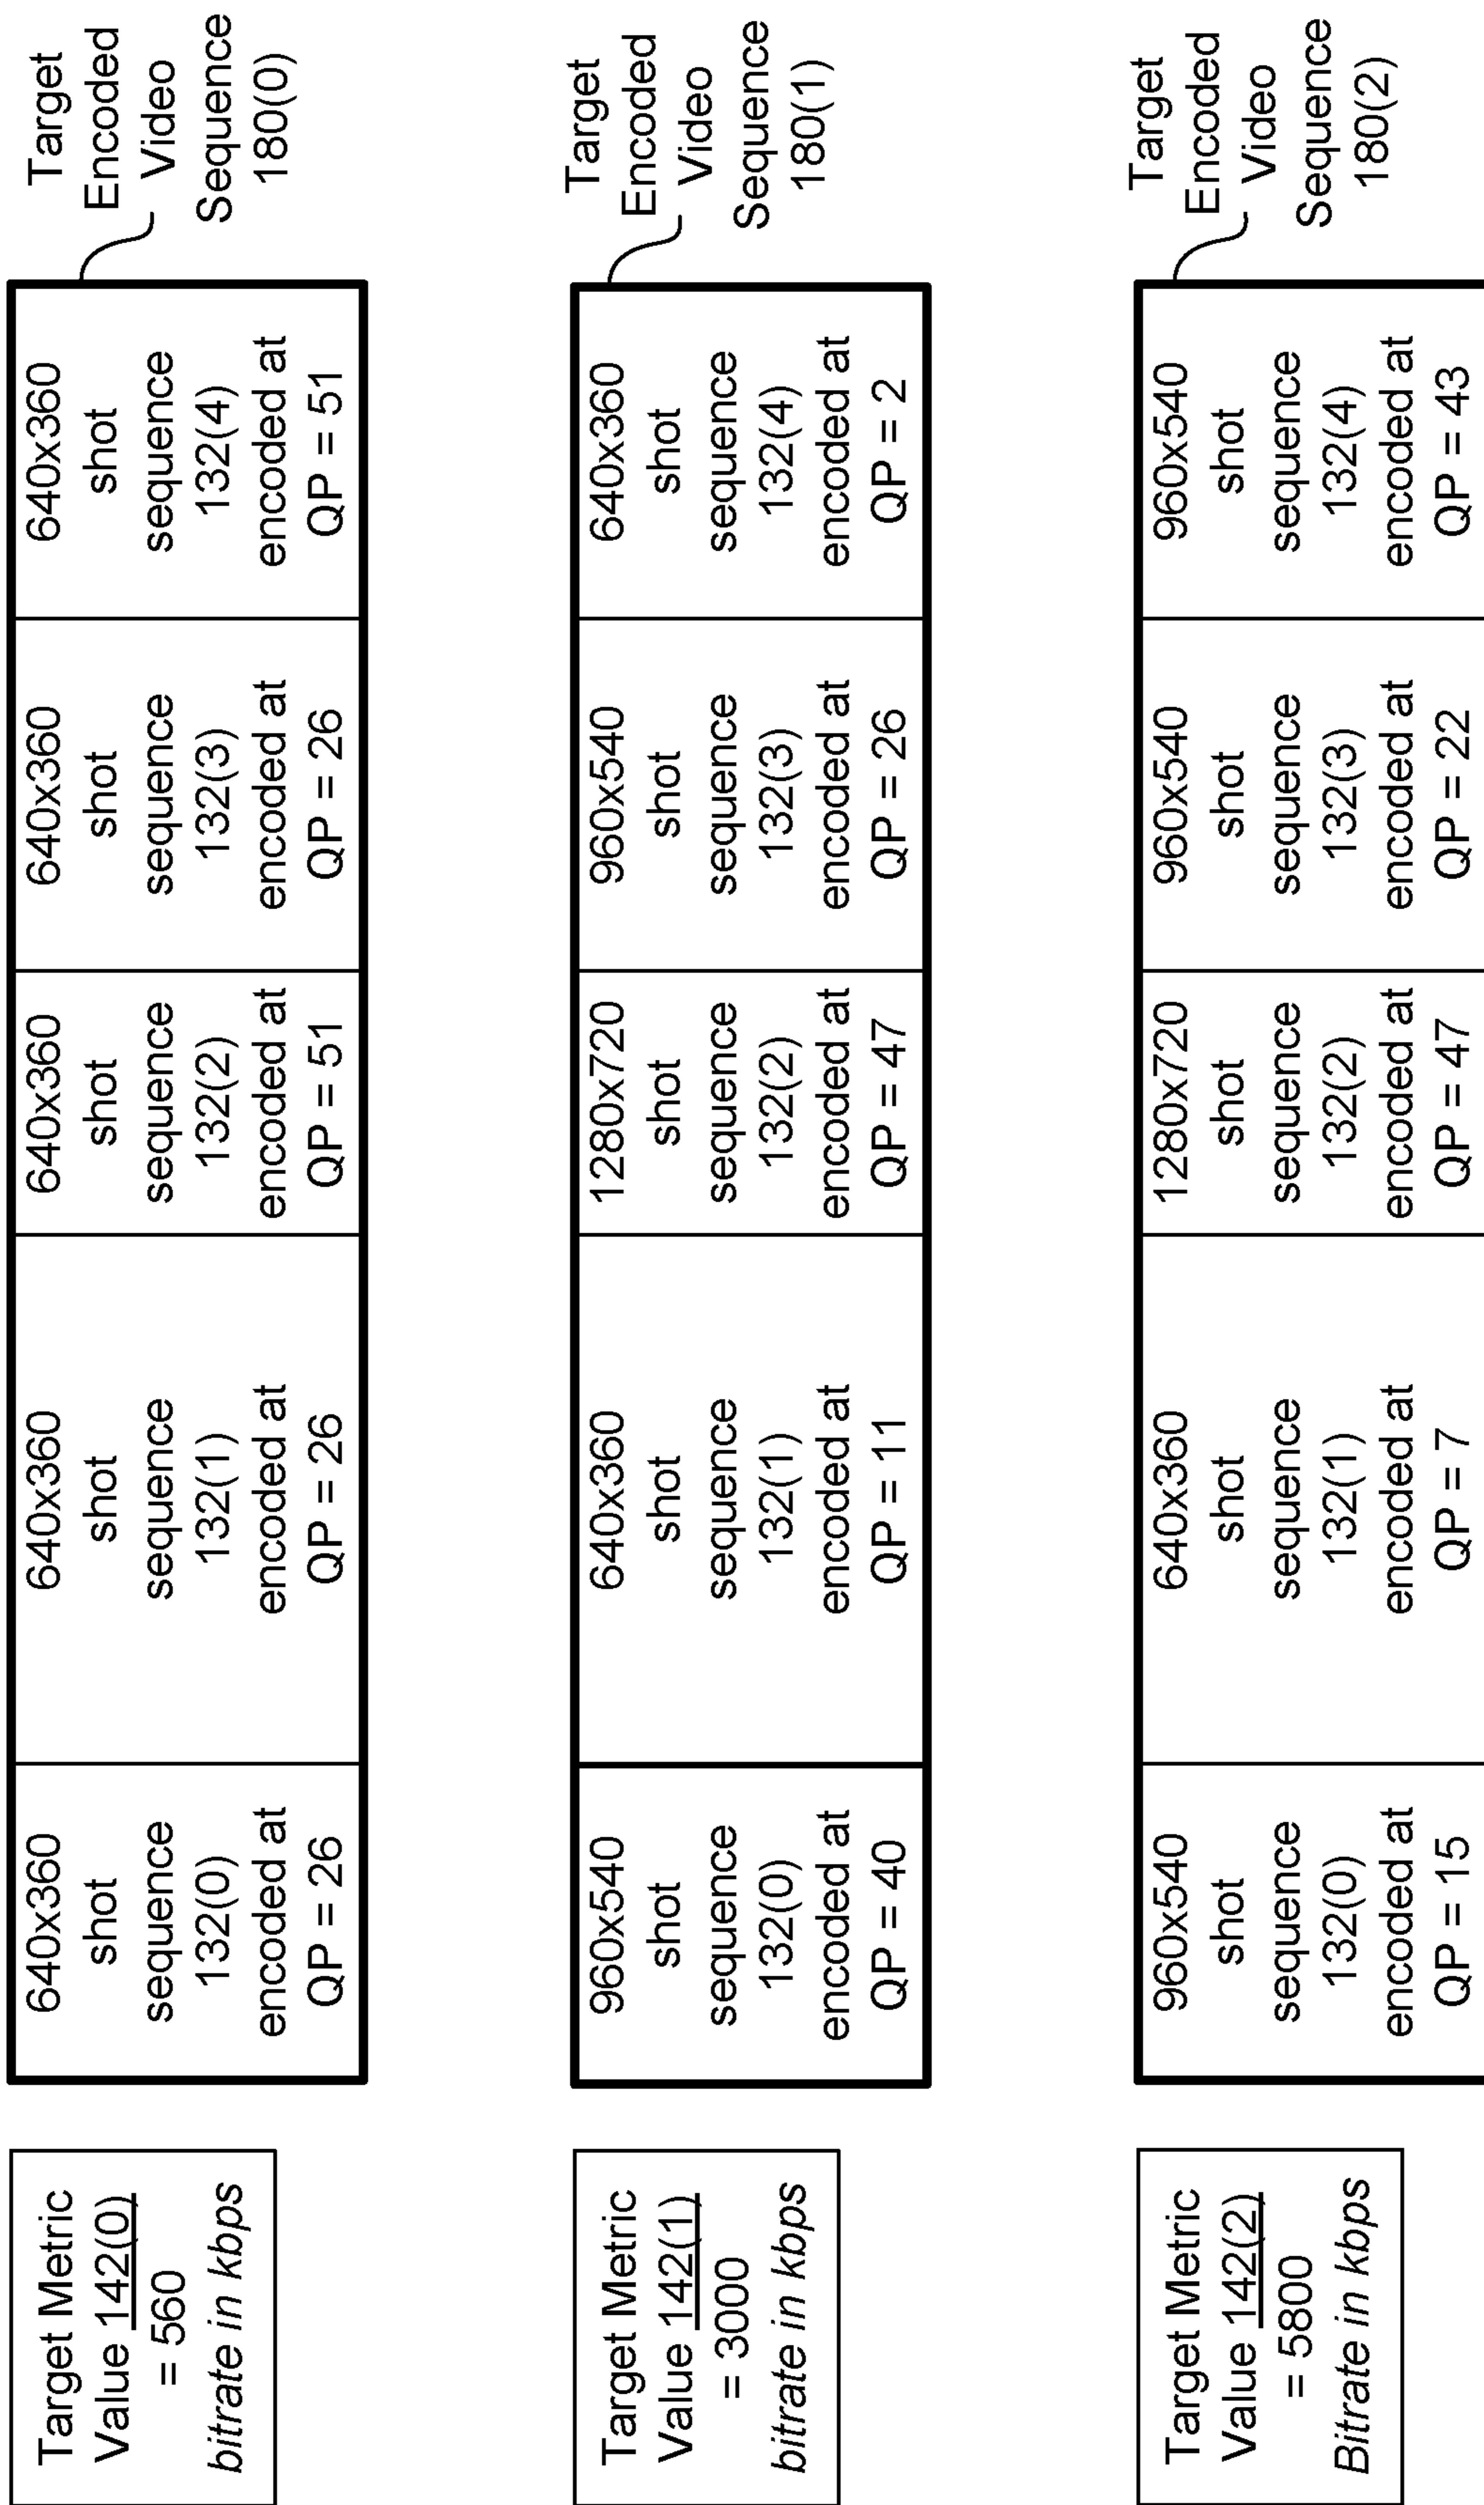 Target Metric
Value 142(0)
= 560
bitrate in kbps
640x360
shot
sequence
132(0)
encoded at
QP = 26
640x360
shot
sequence
132(1)
encoded at
QP = 26
640x360
shot
sequence
132(2)
encoded at
QP = 51
640x360
shot
sequence
132(3)
encoded at
QP = 26
640x360
shot
sequence
132(4)
encoded at
QP = 51
Target
Encoded
Video
Sequence
180(0)
Target Metric
Value 142(1)
= 3000
bitrate in kbps
960x540
shot
sequence
132(0)
encoded at
QP = 40
640x360
shot
sequence
132(1)
encoded at
QP = 11
1280x720
shot
sequence
132(2)
encoded at
QP = 47
960x540
shot
sequence
132(3)
encoded at
QP = 26
640x360
shot
sequence
132(4)
encoded at
QP = 2
Target
Encoded
Video
Sequence
180(1)
Target Metric
Value 142(2)
= 5800
Bitrate in kbps
960x540
shot
sequence
132(0)
encoded at
QP = 15
640x360
shot
sequence
132(1)
encoded at
QP = 7
1280x720
shot
sequence
132(2)
encoded at
QP = 47
960x540
shot
sequence
132(3)
encoded at
QP = 22
960x540
shot
sequence
132(4)
encoded at
QP = 43
Target
Encoded
Video
Sequence
180(2)